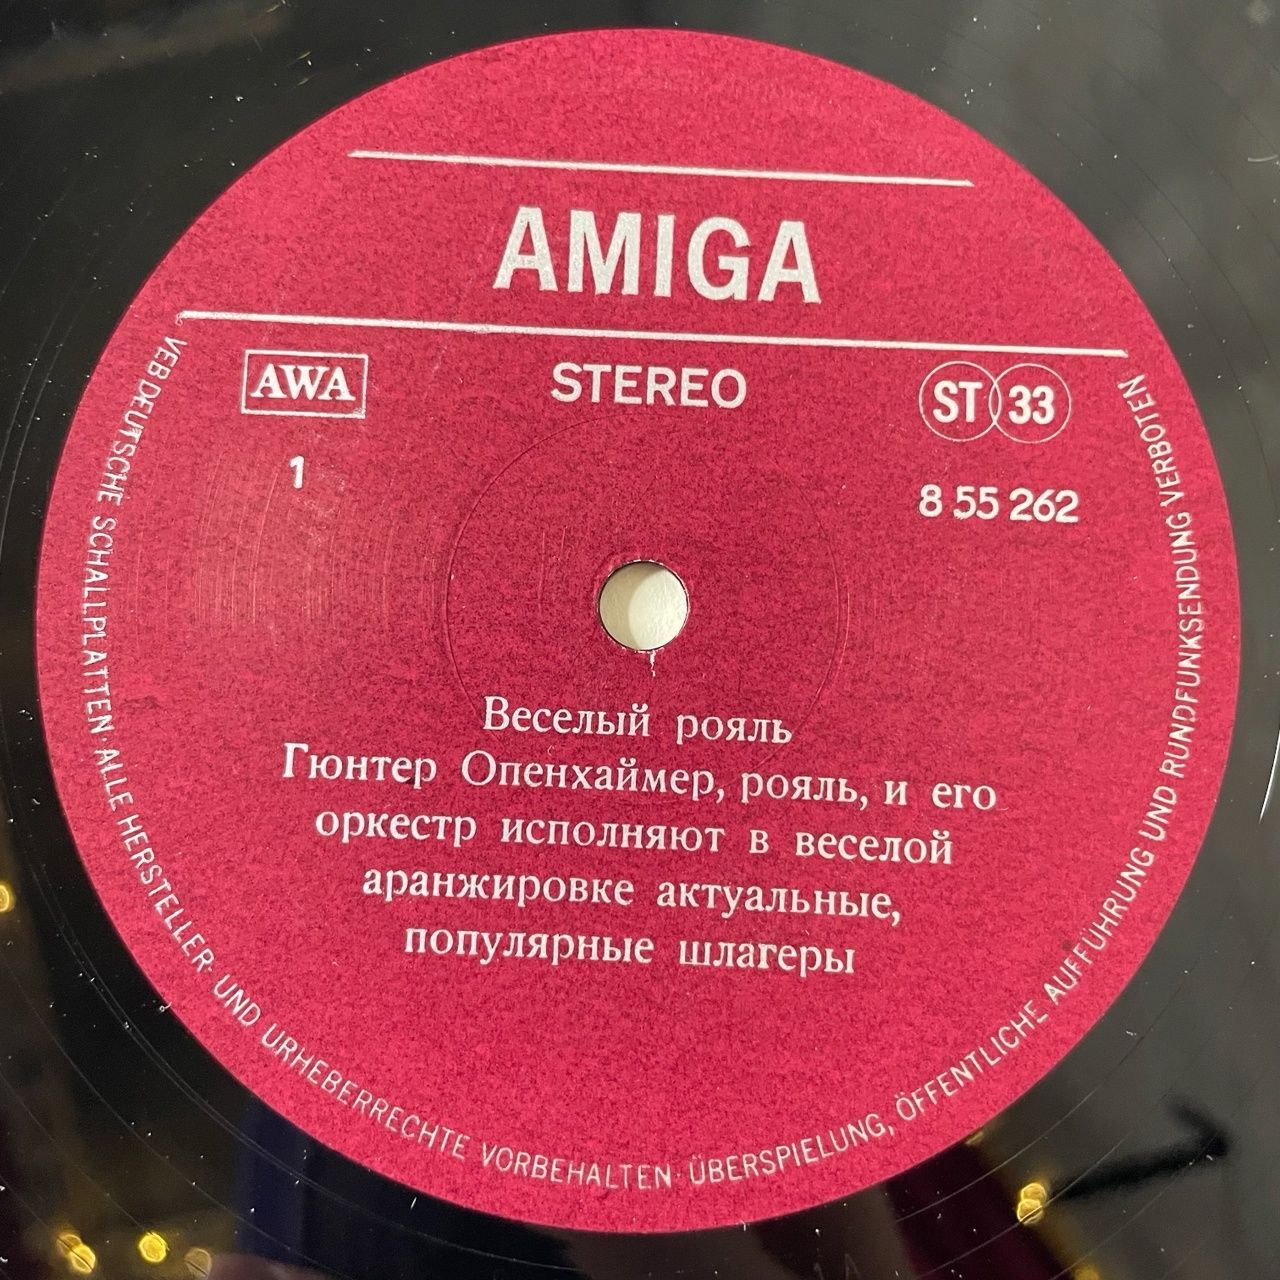 AMIGA
AWA
STEREO
ST 33
1
8 55 262
Веселый рояль
Гюнтер Опенхаймер, рояль, и его
оркестр исполняют в веселой
аранжировке актуальные,
популярные шлагеры
VEB DEUTSCHE SCHALLPLATTEN · ALLE HERSTELLER- UND URHEBERRECHTE VORBEHALTEN · ÜBERSPIELUNG, ÖFFENTLICHE AUFFÜHRUNG UND RUNDFUNKSENDUNG VERBOTEN